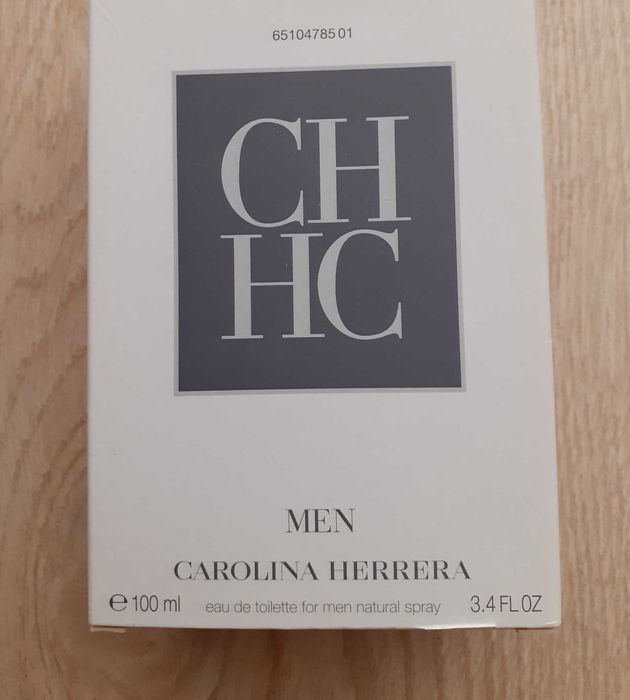 6510478501
CH
HC
MEN
CAROLINA HERRERA
℮ 100 ml eau de toilette for men natural spray 3.4 FL OZ